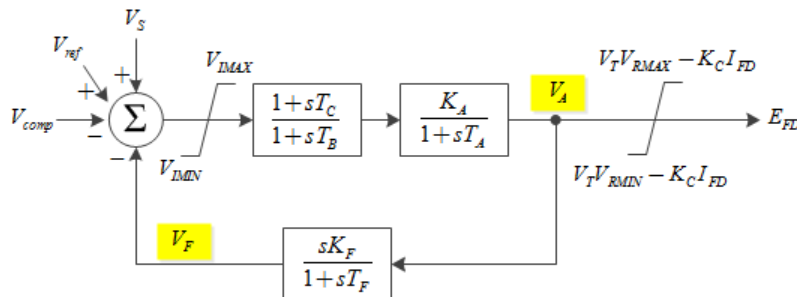 V_S
V_ref
+
+
V_comp
−
−
Σ
V_IMAX
V_IMIN
1+sT_C
1+sT_B
K_A
1+sT_A
V_A
V_T V_RMAX − K_C I_FD
V_T V_RMIN − K_C I_FD
E_FD
V_F
sK_F
1+sT_F